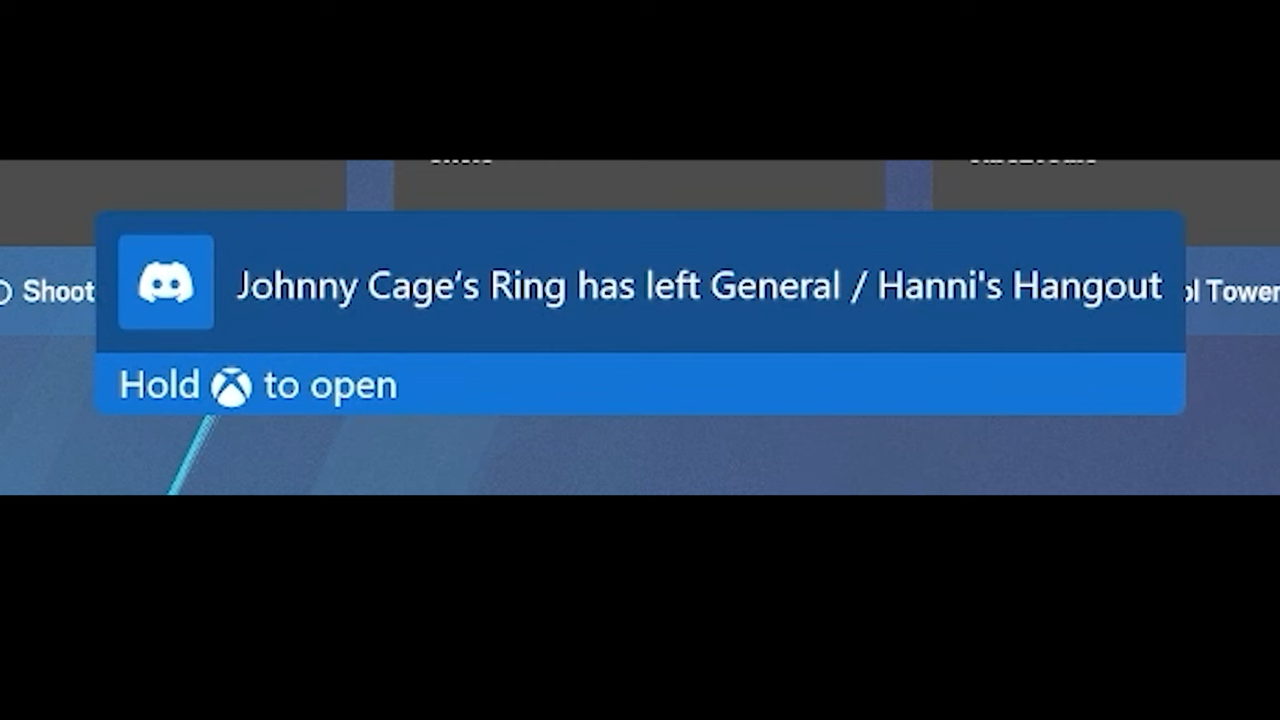 Shoot
Johnny Cage‘s Ring has left General / Hanni's Hangout
ol Tower
Hold to open